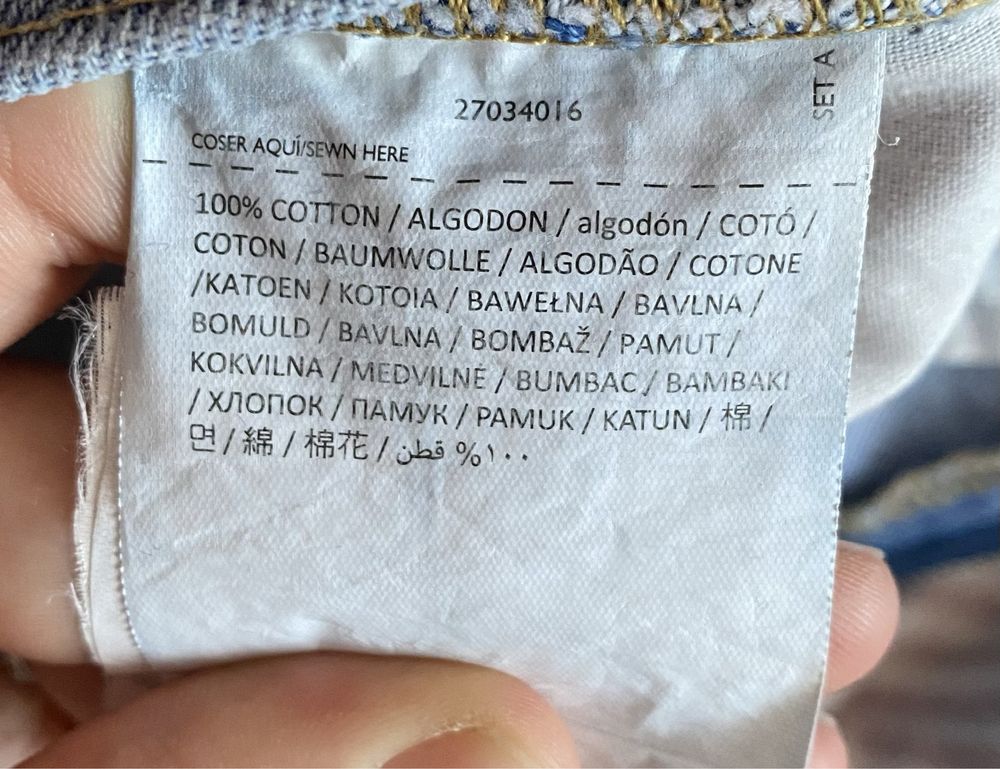 27034016
SET A
COSER AQUÍ/SEWN HERE
100% COTTON / ALGODON / algodón / COTÓ /
COTON / BAUMWOLLE / ALGODÃO / COTONE
/KATOEN / KOTOIA / BAWEŁNA / BAVLNA /
BOMULD / BAVLNA / BOMBAŽ / PAMUT /
KOKVILNA / MEDVILNĖ / BUMBAC / BAMBAKI
/ ХЛОПОК / ПАМУК / PAMUK / KATUN / 棉 /
면 / 綿 / 棉花 / قطن %١٠٠